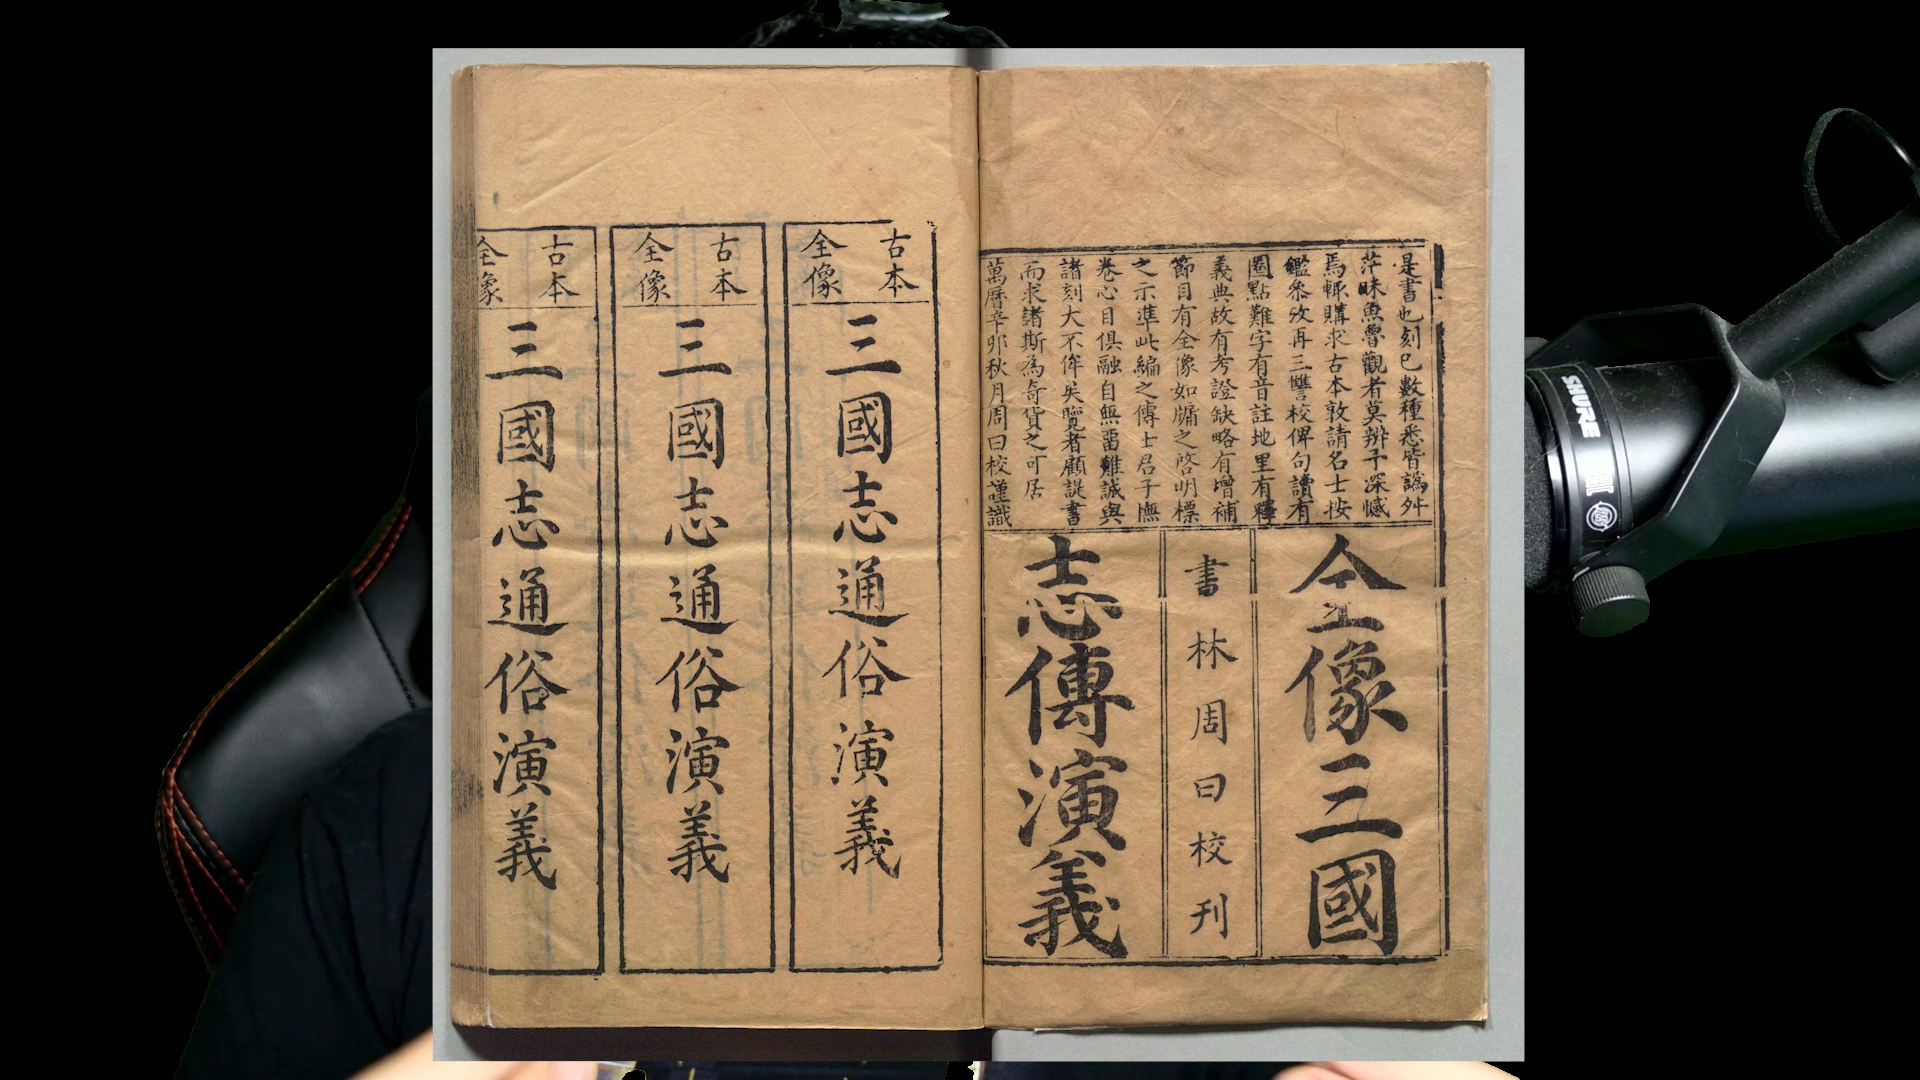 是書也刻已數種悉皆譌舛
茫昧魚魯觀者莫辨予深憾
焉輒購求古本敦請名士按
鑑參攷再三讐校俾句讀有
圈點難字有音註地里有釋
義典故有考證缺略有增補
節目有全像如牖之啓明標
之示準此編之傳士君子撫
卷心目俱融自無留難誠與
諸刻大不侔矣覽者顧諟書
而求諸斯為奇貨之可居
萬曆辛卯秋月周曰校謹識
全像三國
書林周曰校刊
志傳演義
古本
全像
三國志通俗演義
古本
全像
三國志通俗演義
古本
全像
三國志通俗演義
SHURE